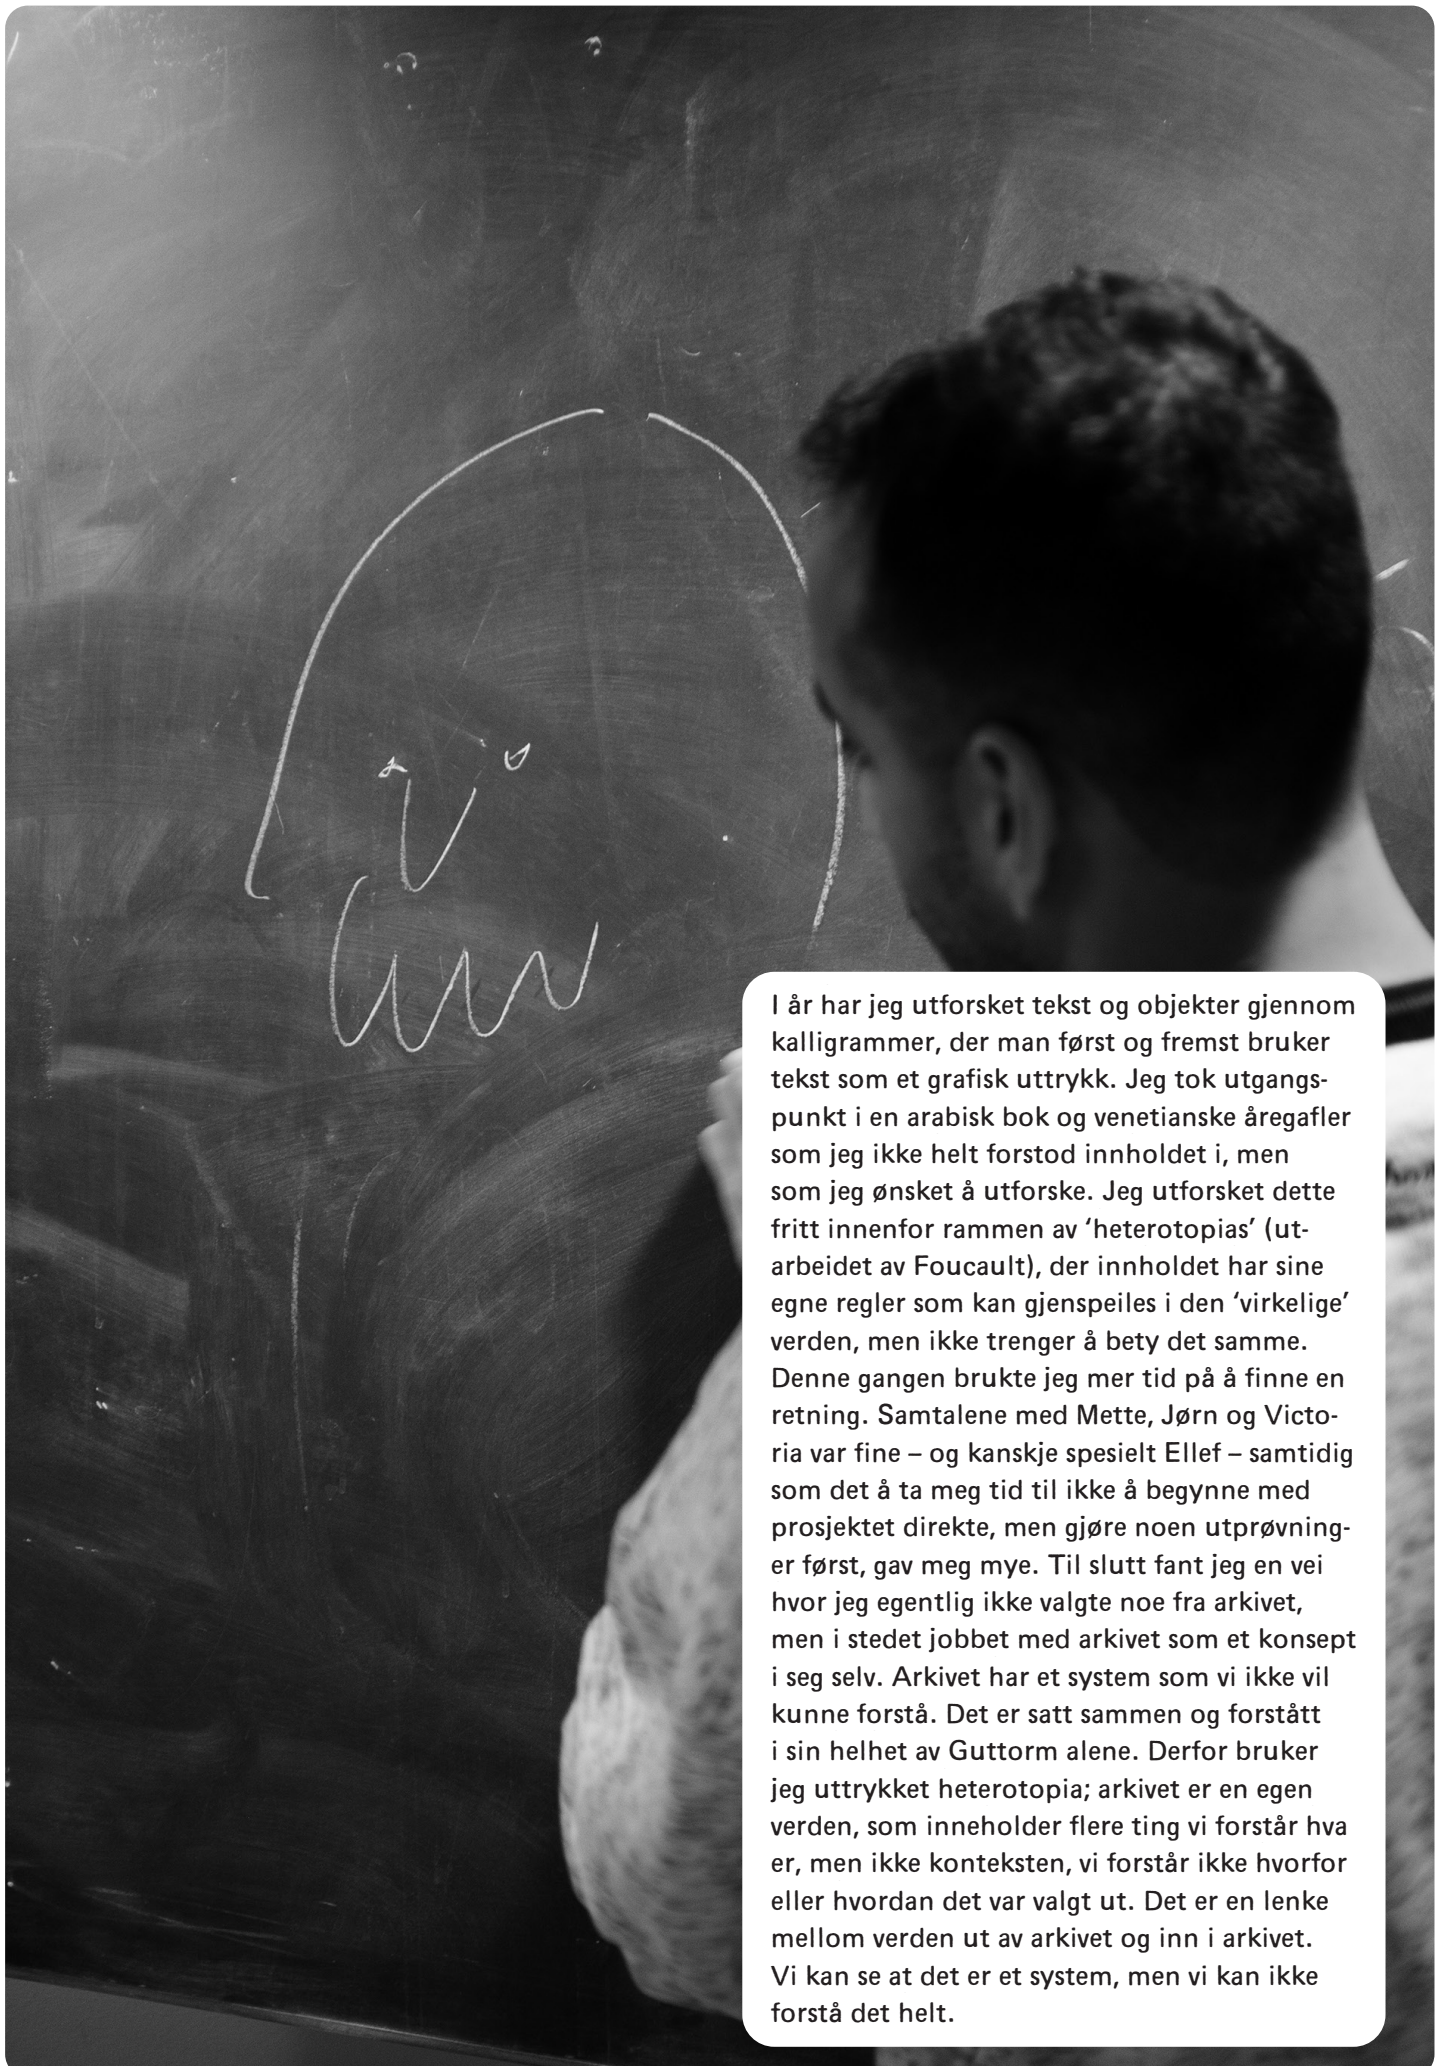 I år har jeg utforsket tekst og objekter gjennom
kalligrammer, der man først og fremst bruker
tekst som et grafisk uttrykk. Jeg tok utgangs-
punkt i en arabisk bok og venetianske åregafler
som jeg ikke helt forstod innholdet i, men
som jeg ønsket å utforske. Jeg utforsket dette
fritt innenfor rammen av ‘heterotopias’ (ut-
arbeidet av Foucault), der innholdet har sine
egne regler som kan gjenspeiles i den ‘virkelige’
verden, men ikke trenger å bety det samme.
Denne gangen brukte jeg mer tid på å finne en
retning. Samtalene med Mette, Jørn og Victo-
ria var fine – og kanskje spesielt Ellef – samtidig
som det å ta meg tid til ikke å begynne med
prosjektet direkte, men gjøre noen utprøvning-
er først, gav meg mye. Til slutt fant jeg en vei
hvor jeg egentlig ikke valgte noe fra arkivet,
men i stedet jobbet med arkivet som et konsept
i seg selv. Arkivet har et system som vi ikke vil
kunne forstå. Det er satt sammen og forstått
i sin helhet av Guttorm alene. Derfor bruker
jeg uttrykket heterotopia; arkivet er en egen
verden, som inneholder flere ting vi forstår hva
er, men ikke konteksten, vi forstår ikke hvorfor
eller hvordan det var valgt ut. Det er en lenke
mellom verden ut av arkivet og inn i arkivet.
Vi kan se at det er et system, men vi kan ikke
forstå det helt.